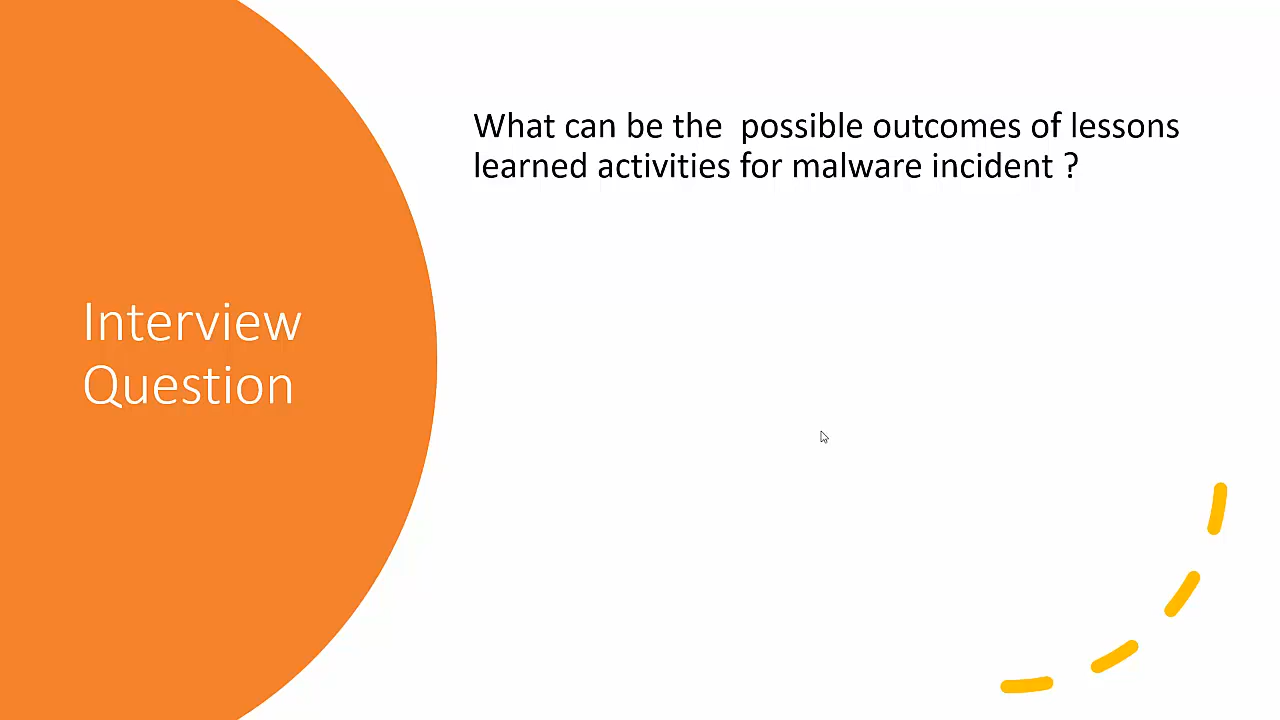 Interview
Question
What can be the  possible outcomes of lessons
learned activities for malware incident ?